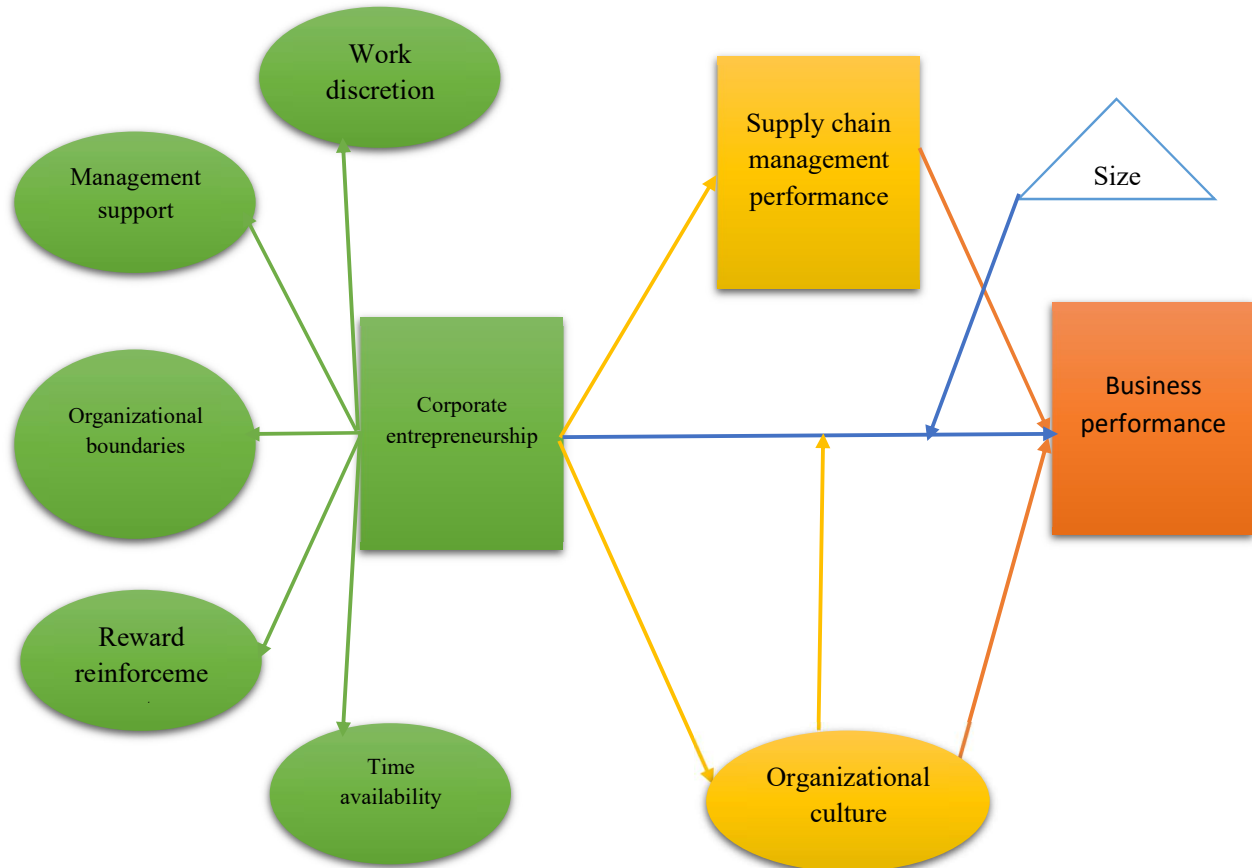 Work
discretion
Management
support
Supply chain
management
performance
Size
Organizational
boundaries
Corporate
entrepreneurship
Business
performance
Reward
reinforceme
Time
availability
Organizational
culture